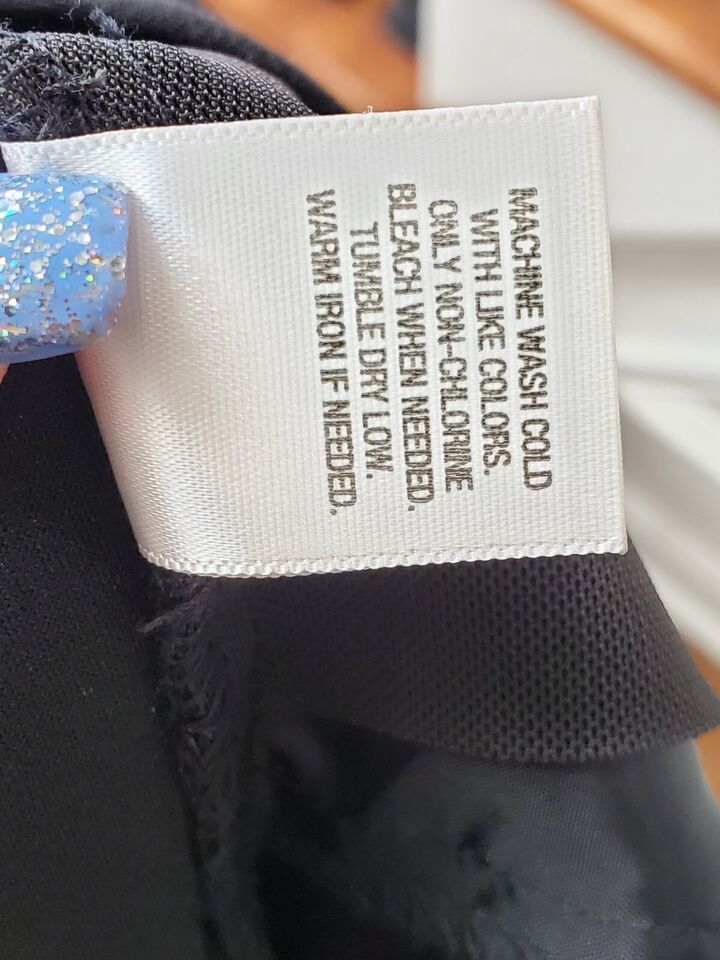 MACHINE WASH COLD
WITH LIKE COLORS.
ONLY NON-CHLORINE
BLEACH WHEN NEEDED.
TUMBLE DRY LOW.
WARM IRON IF NEEDED.